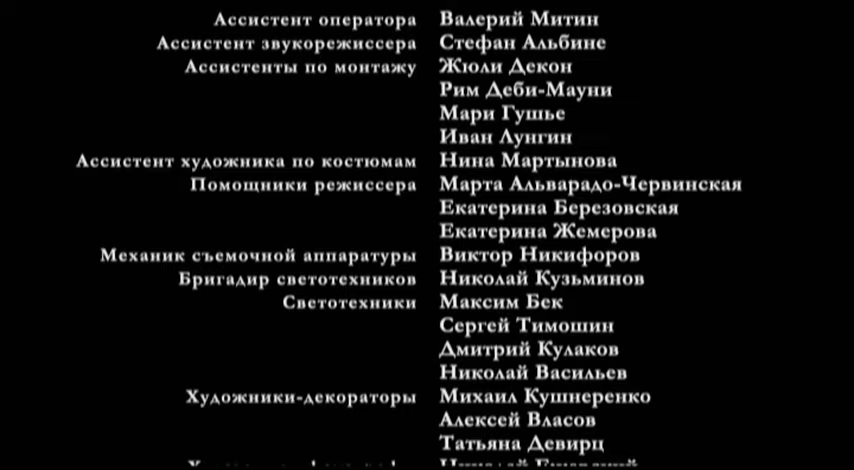 Ассистент оператора Валерий Митин
Ассистент звукорежиссера Стефан Альбине
Ассистенты по монтажу Жюли Декон
Рим Деби-Мауни
Мари Гушье
Иван Лунгин
Ассистент художника по костюмам Нина Мартынова
Помощники режиссера Марта Альварадо-Червинская
Екатерина Березовская
Екатерина Жемерова
Механик съемочной аппаратуры Виктор Никифоров
Бригадир светотехников Николай Кузьминов
Светотехники Максим Бек
Сергей Тимошин
Дмитрий Кулаков
Николай Васильев
Художники-декораторы Михаил Кушнеренко
Алексей Власов
Татьяна Девирц
Николай